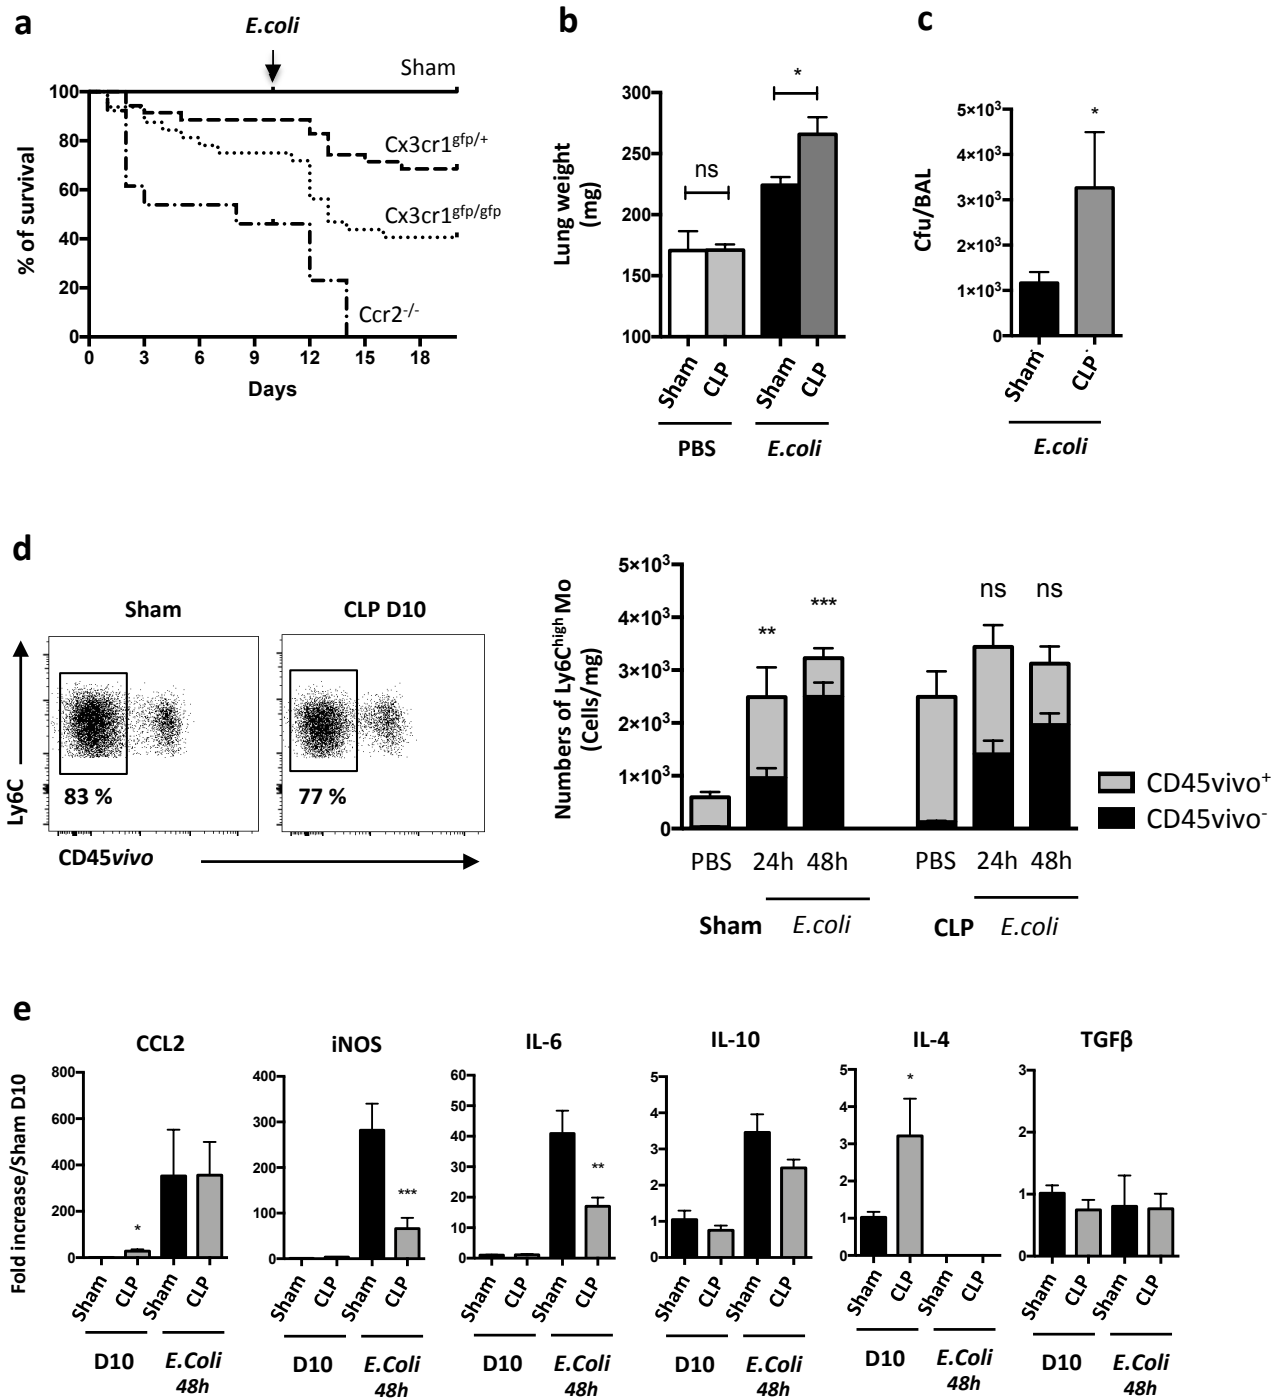 a
E.coli
Sham
Cx3cr1gfp/+
Cx3cr1gfp/gfp
Ccr2-/-
% of survival
100
80
60
40
20
0
0 3 6 9 12 15 18
Days
b
Lung weight
(mg)
300
250
200
150
100
ns
*
Sham CLP Sham CLP
PBS E.coli
c
Cfu/BAL
5×10³
4×10³
3×10³
2×10³
1×10³
0
*
Sham CLP
E.coli
d
Sham CLP D10
Ly6C
83 % 77 %
CD45vivo
Numbers of Ly6Chigh Mo
(Cells/mg)
5×10³
4×10³
3×10³
2×10³
1×10³
0
** *** ns ns
PBS 24h 48h PBS 24h 48h
Sham E.coli CLP E.coli
CD45vivo+
CD45vivo-
e
Fold increase/Sham D10
CCL2
800
600
400
200
0
*
Sham CLP Sham CLP
D10 E.Coli
48h
iNOS
400
300
200
100
0
***
Sham CLP Sham CLP
D10 E.Coli
48h
IL-6
60
50
40
30
20
10
0
**
Sham CLP Sham CLP
D10 E.Coli
48h
IL-10
5
4
3
2
1
0
Sham CLP Sham CLP
D10 E.Coli
48h
IL-4
5
4
3
2
1
0
*
Sham CLP Sham CLP
D10 E.Coli
48h
TGFβ
3
2
1
0
Sham CLP Sham CLP
D10 E.Coli
48h